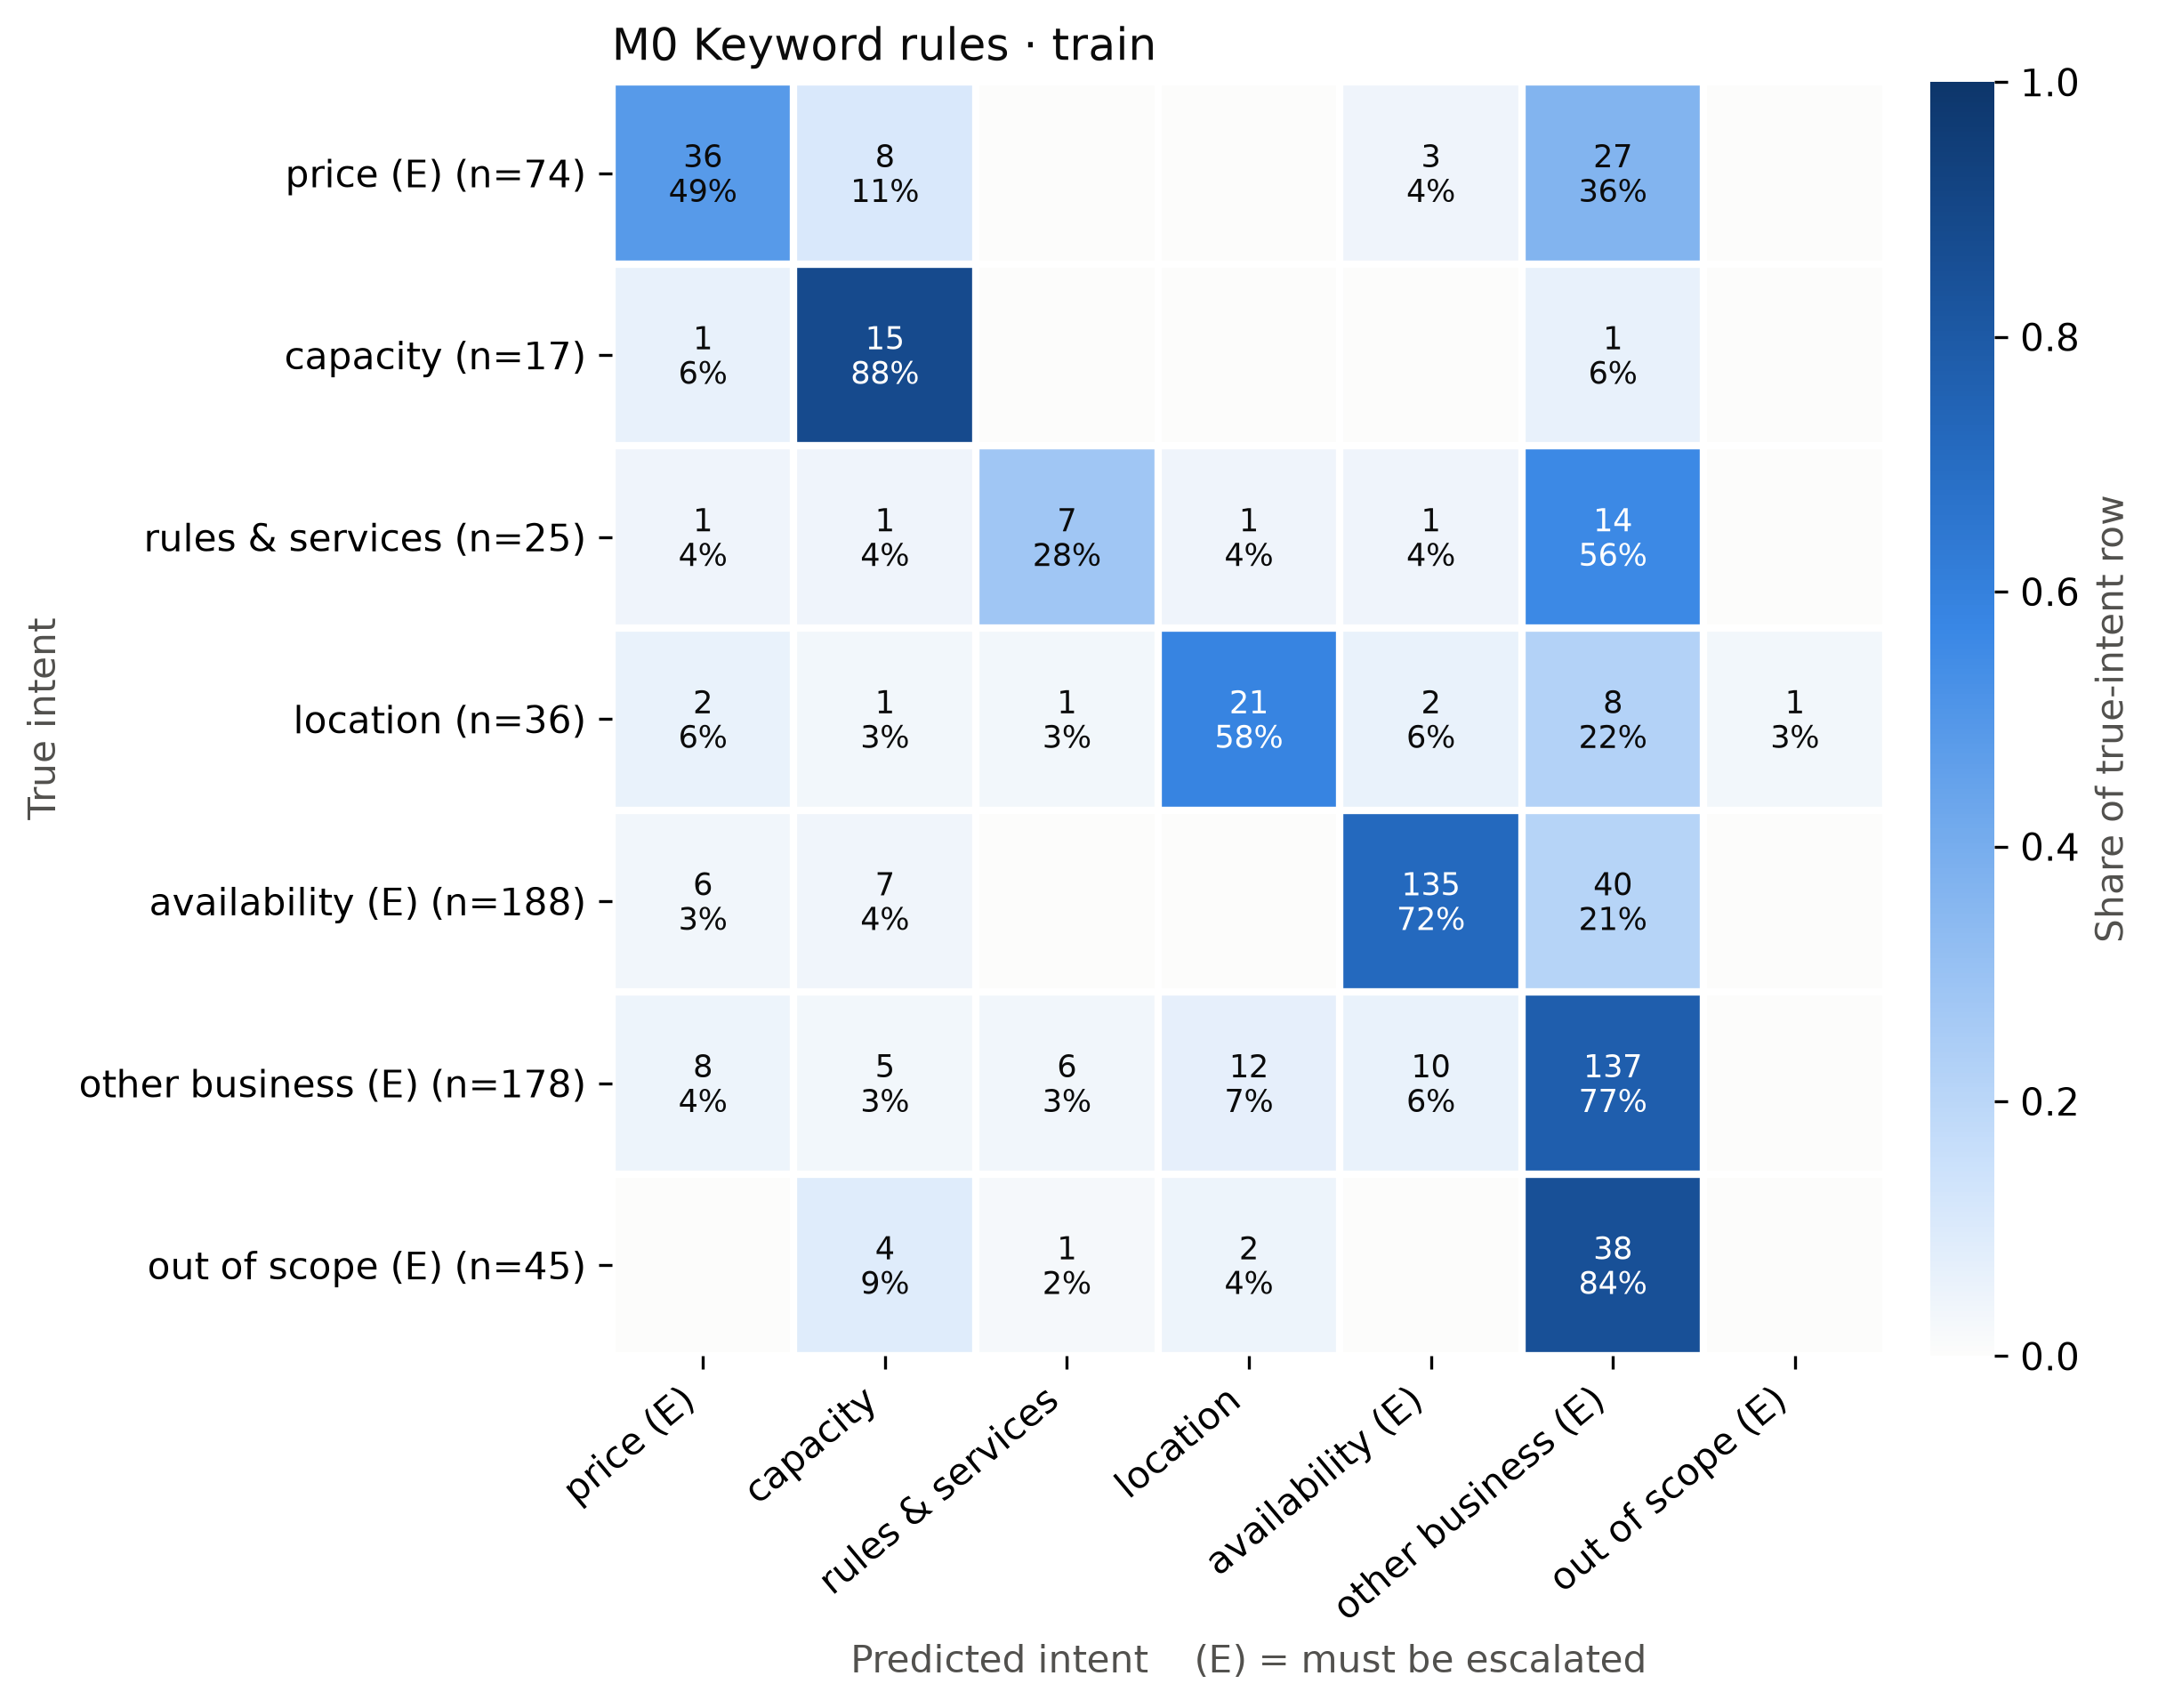 M0 Keyword rules · train
price (E) (n=74)
36 8 3 27
49% 11% 4% 36%
capacity (n=17)
1 15 1
6% 88% 6%
rules & services (n=25)
1 1 7 1 1 14
4% 4% 28% 4% 4% 56%
location (n=36)
2 1 1 21 2 8 1
6% 3% 3% 58% 6% 22% 3%
availability (E) (n=188)
6 7 135 40
3% 4% 72% 21%
other business (E) (n=178)
8 5 6 12 10 137
4% 3% 3% 7% 6% 77%
out of scope (E) (n=45)
4 1 2 38
9% 2% 4% 84%
True intent
price (E)
capacity
rules & services
location
availability (E)
other business (E)
out of scope (E)
Predicted intent (E) = must be escalated
1.0
0.8
0.6
0.4
0.2
0.0
Share of true-intent row